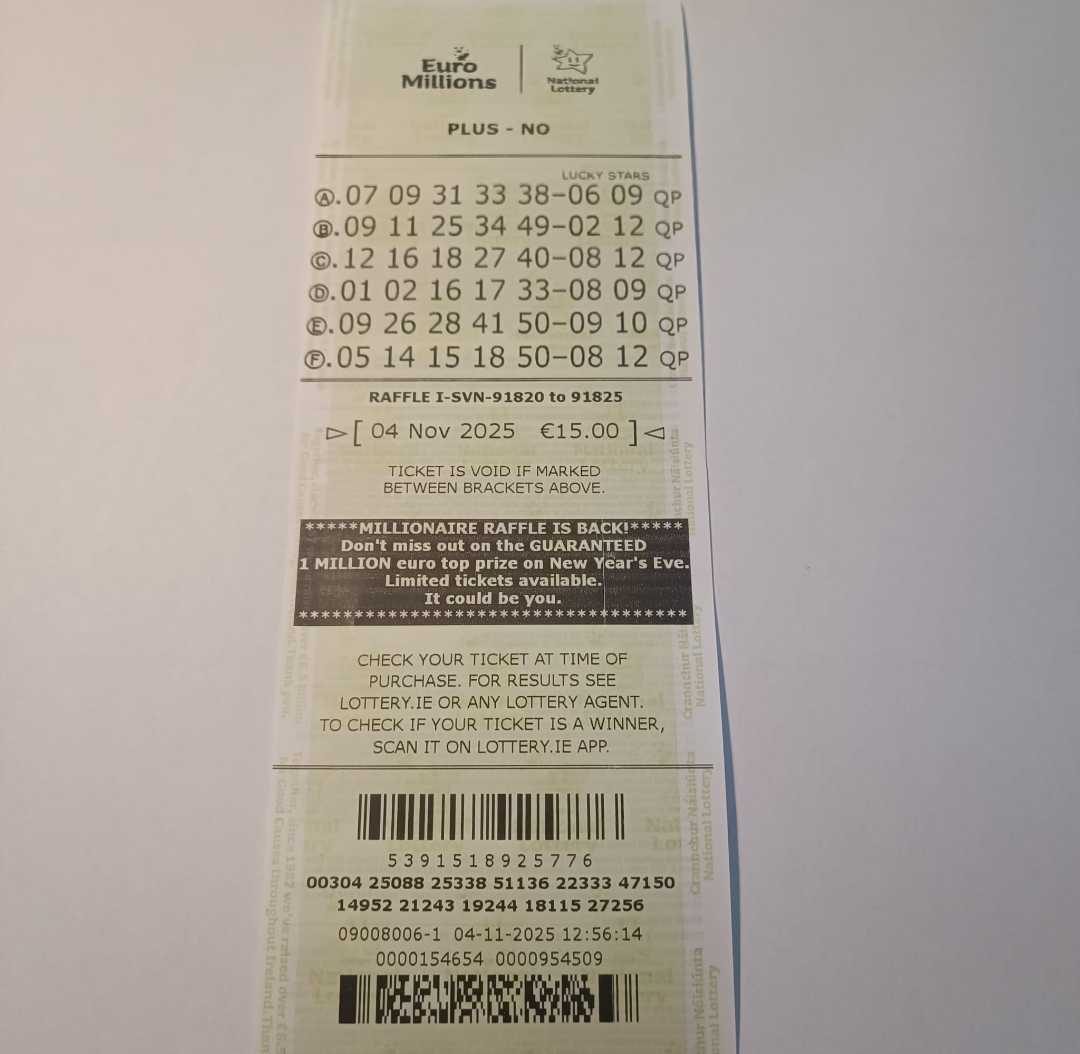 Euro
Millions
National
Lottery
PLUS - NO
LUCKY STARS
Ⓐ.07 09 31 33 38-06 09 QP
Ⓑ.09 11 25 34 49-02 12 QP
Ⓒ.12 16 18 27 40-08 12 QP
Ⓓ.01 02 16 17 33-08 09 QP
Ⓔ.09 26 28 41 50-09 10 QP
Ⓕ.05 14 15 18 50-08 12 QP
RAFFLE I-SVN-91820 to 91825
[ 04 Nov 2025 €15.00 ]
TICKET IS VOID IF MARKED
BETWEEN BRACKETS ABOVE.
*****MILLIONAIRE RAFFLE IS BACK!*****
Don't miss out on the GUARANTEED
1 MILLION euro top prize on New Year's Eve.
Limited tickets available.
It could be you.
*********************************
CHECK YOUR TICKET AT TIME OF
PURCHASE. FOR RESULTS SEE
LOTTERY.IE OR ANY LOTTERY AGENT.
TO CHECK IF YOUR TICKET IS A WINNER,
SCAN IT ON LOTTERY.IE APP.
5391518925776
00304 25088 25338 51136 22333 47150
14952 21243 19244 18115 27256
09008006-1 04-11-2025 12:56:14
0000154654 0000954509
Crannchur Náisiúnta
National Lottery